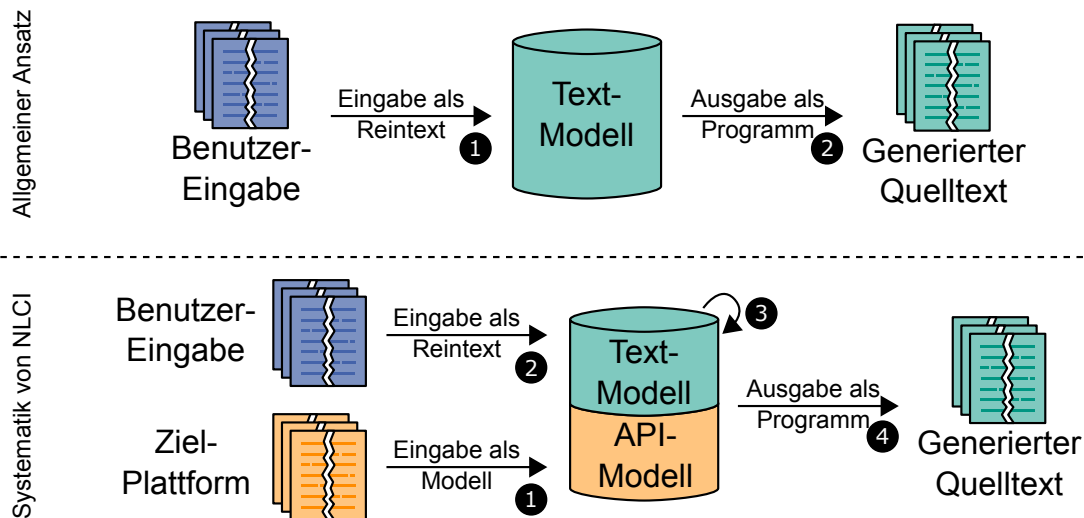 Allgemeiner Ansatz
Benutzer-
Eingabe
Eingabe als
Reintext
1
Text-
Modell
Ausgabe als
Programm
2
Generierter
Quelltext
Systematik von NLCI
Benutzer-
Eingabe
Eingabe als
Reintext
2
Ziel-
Plattform
Eingabe als
Modell
1
Text-
Modell
API-
Modell
3
Ausgabe als
Programm
4
Generierter
Quelltext